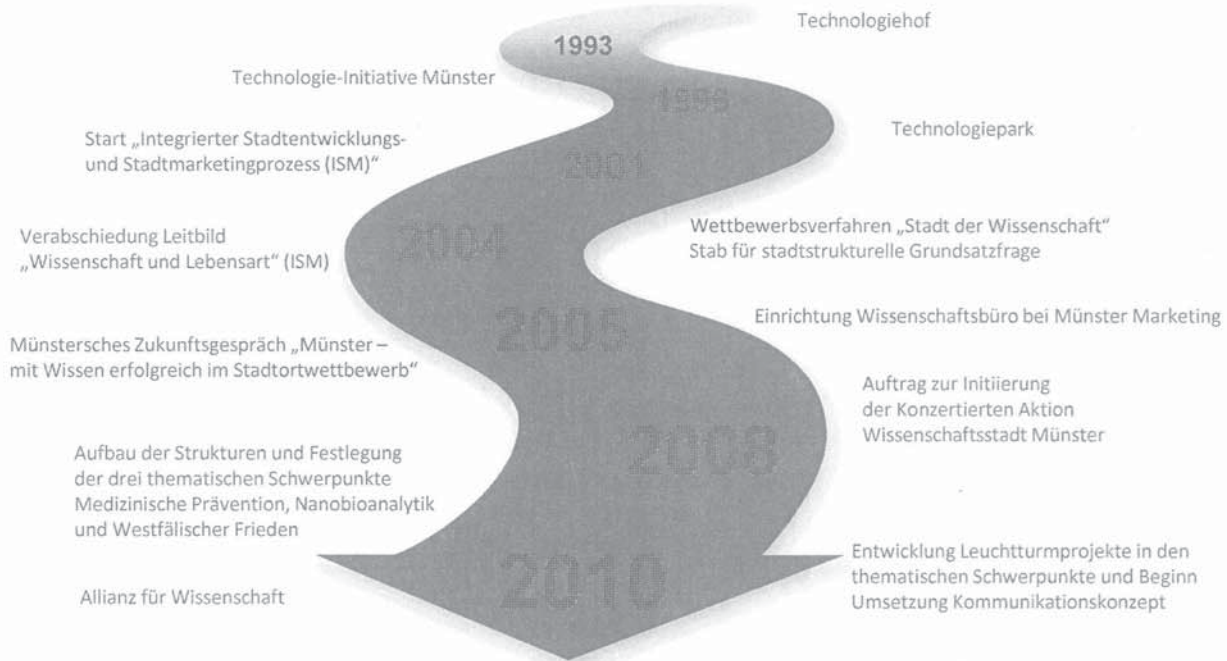 Technologiehof
1993
Technologie-Initiative Münster
Technologiepark
Start „Integrierter Stadtentwicklungs-
und Stadtmarketingprozess (ISM)“
2001
Wettbewerbsverfahren „Stadt der Wissenschaft“
Stab für stadtstrukturelle Grundsatzfrage
Verabschiedung Leitbild
„Wissenschaft und Lebensart“ (ISM)
2004
2005
Einrichtung Wissenschaftsbüro bei Münster Marketing
Münstersches Zukunftsgespräch „Münster –
mit Wissen erfolgreich im Stadtortwettbewerb“
Auftrag zur Initiierung
der Konzertierten Aktion
Wissenschaftsstadt Münster
2008
Aufbau der Strukturen und Festlegung
der drei thematischen Schwerpunkte
Medizinische Prävention, Nanobioanalytik
und Westfälischer Frieden
2010
Entwicklung Leuchtturmprojekte in den
thematischen Schwerpunkte und Beginn
Umsetzung Kommunikationskonzept
Allianz für Wissenschaft